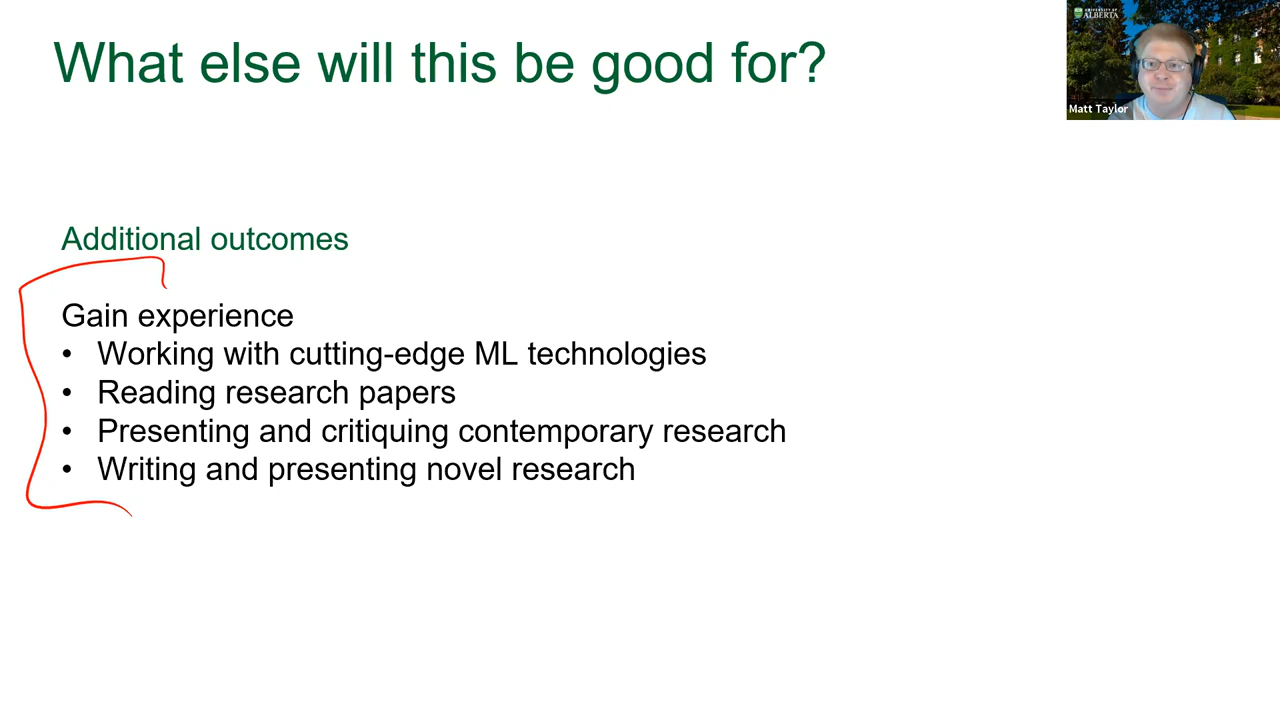 What else will this be good for?
UNIVERSITY OF
ALBERTA
Matt Taylor
Additional outcomes
Gain experience
• Working with cutting-edge ML technologies
• Reading research papers
• Presenting and critiquing contemporary research
• Writing and presenting novel research